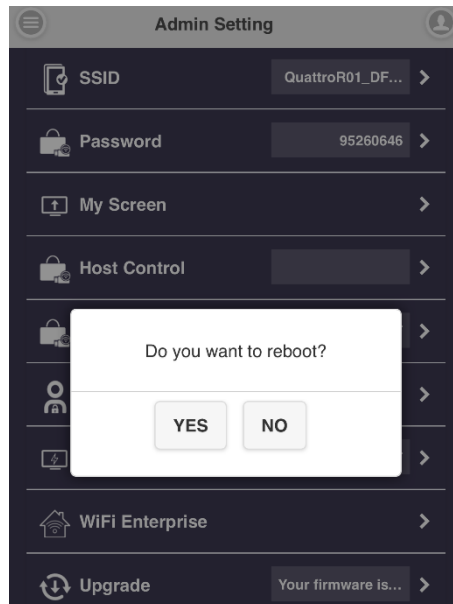 Admin Setting
SSID QuattroR01_DF...
Password 95260646
My Screen
Host Control
Do you want to reboot?
YES NO
WiFi Enterprise
Upgrade Your firmware is...